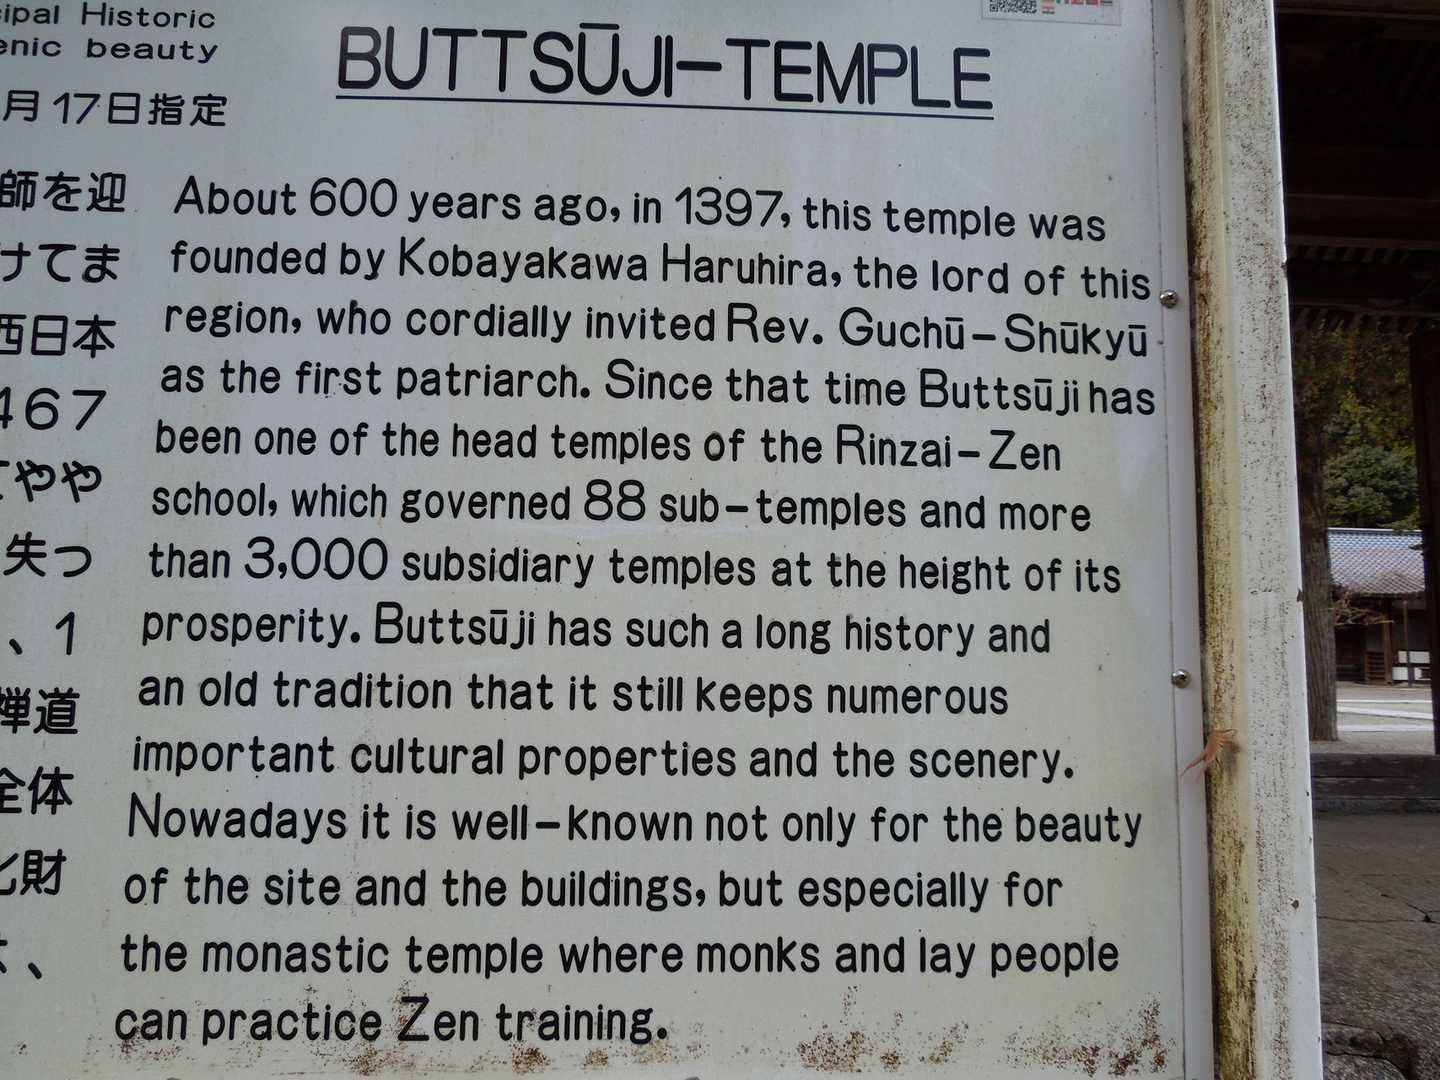 cipal Historic
enic beauty
月17日指定
師を迎
けてま
西日本
467
てやや
失っ
、1
禅道
全体
化財
、
BUTTSŪJI-TEMPLE
About 600 years ago, in 1397, this temple was
founded by Kobayakawa Haruhira, the lord of this
region, who cordially invited Rev. Guchū-Shūkyū
as the first patriarch. Since that time Buttsūji has
been one of the head temples of the Rinzai-Zen
school, which governed 88 sub-temples and more
than 3,000 subsidiary temples at the height of its
prosperity. Buttsūji has such a long history and
an old tradition that it still keeps numerous
important cultural properties and the scenery.
Nowadays it is well-known not only for the beauty
of the site and the buildings, but especially for
the monastic temple where monks and lay people
can practice Zen training.